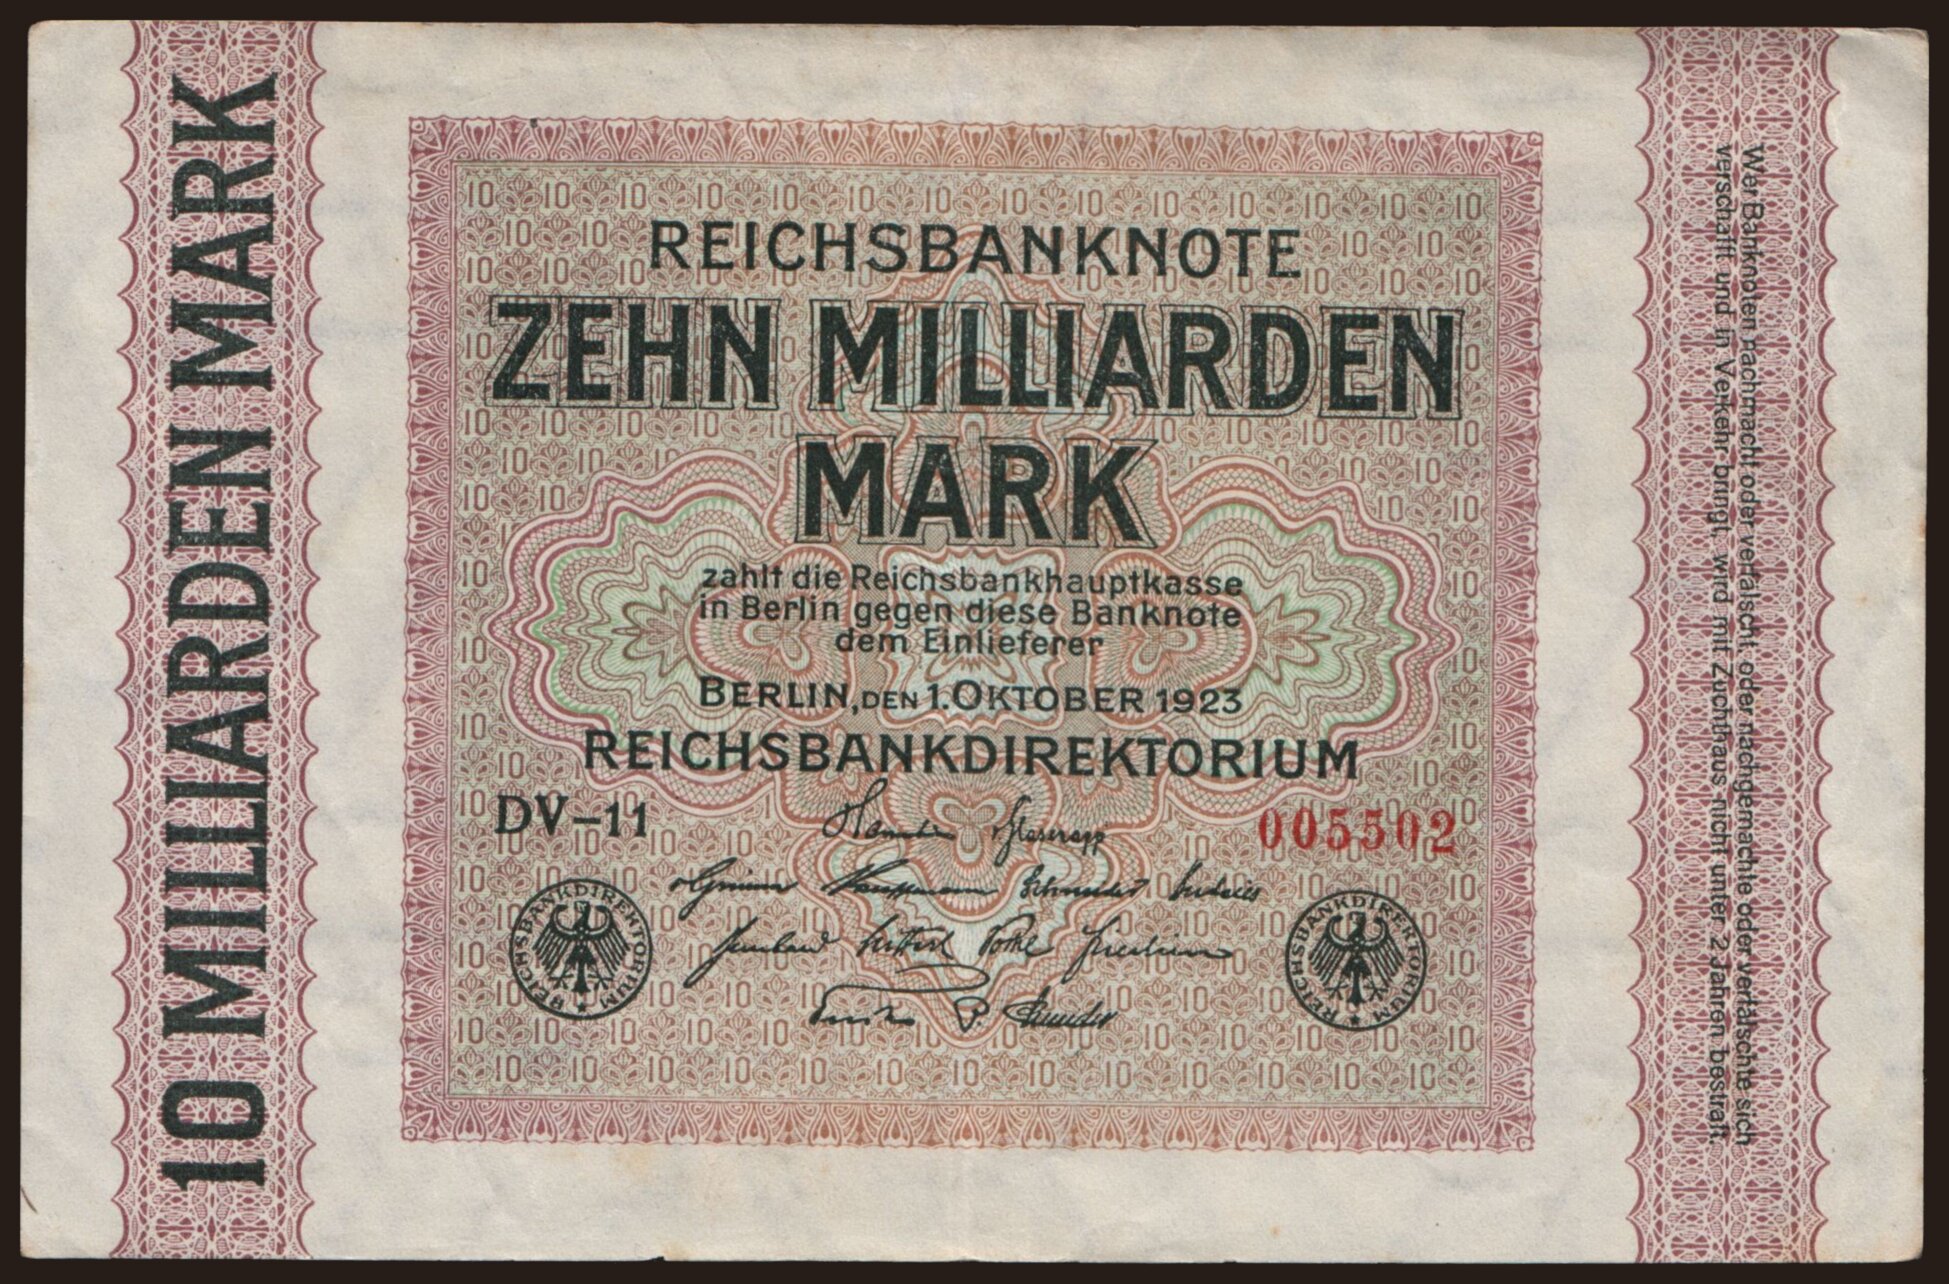 10 MILLIARDEN MARK
REICHSBANKNOTE
ZEHN MILLIARDEN
MARK
zahlt die Reichsbankhauptkasse
in Berlin gegen diese Banknote
dem Einlieferer
BERLIN, DEN 1. OKTOBER 1923
REICHSBANKDIREKTORIUM
DV-11
005502
REICHSBANKDIREKTORIUM
REICHSBANKDIREKTORIUM
Wer Banknoten nachmacht oder verfälscht, oder nachgemachte oder verfälschte sich
verschafft und in Verkehr bringt, wird mit Zuchthaus nicht unter 2 Jahren bestraft